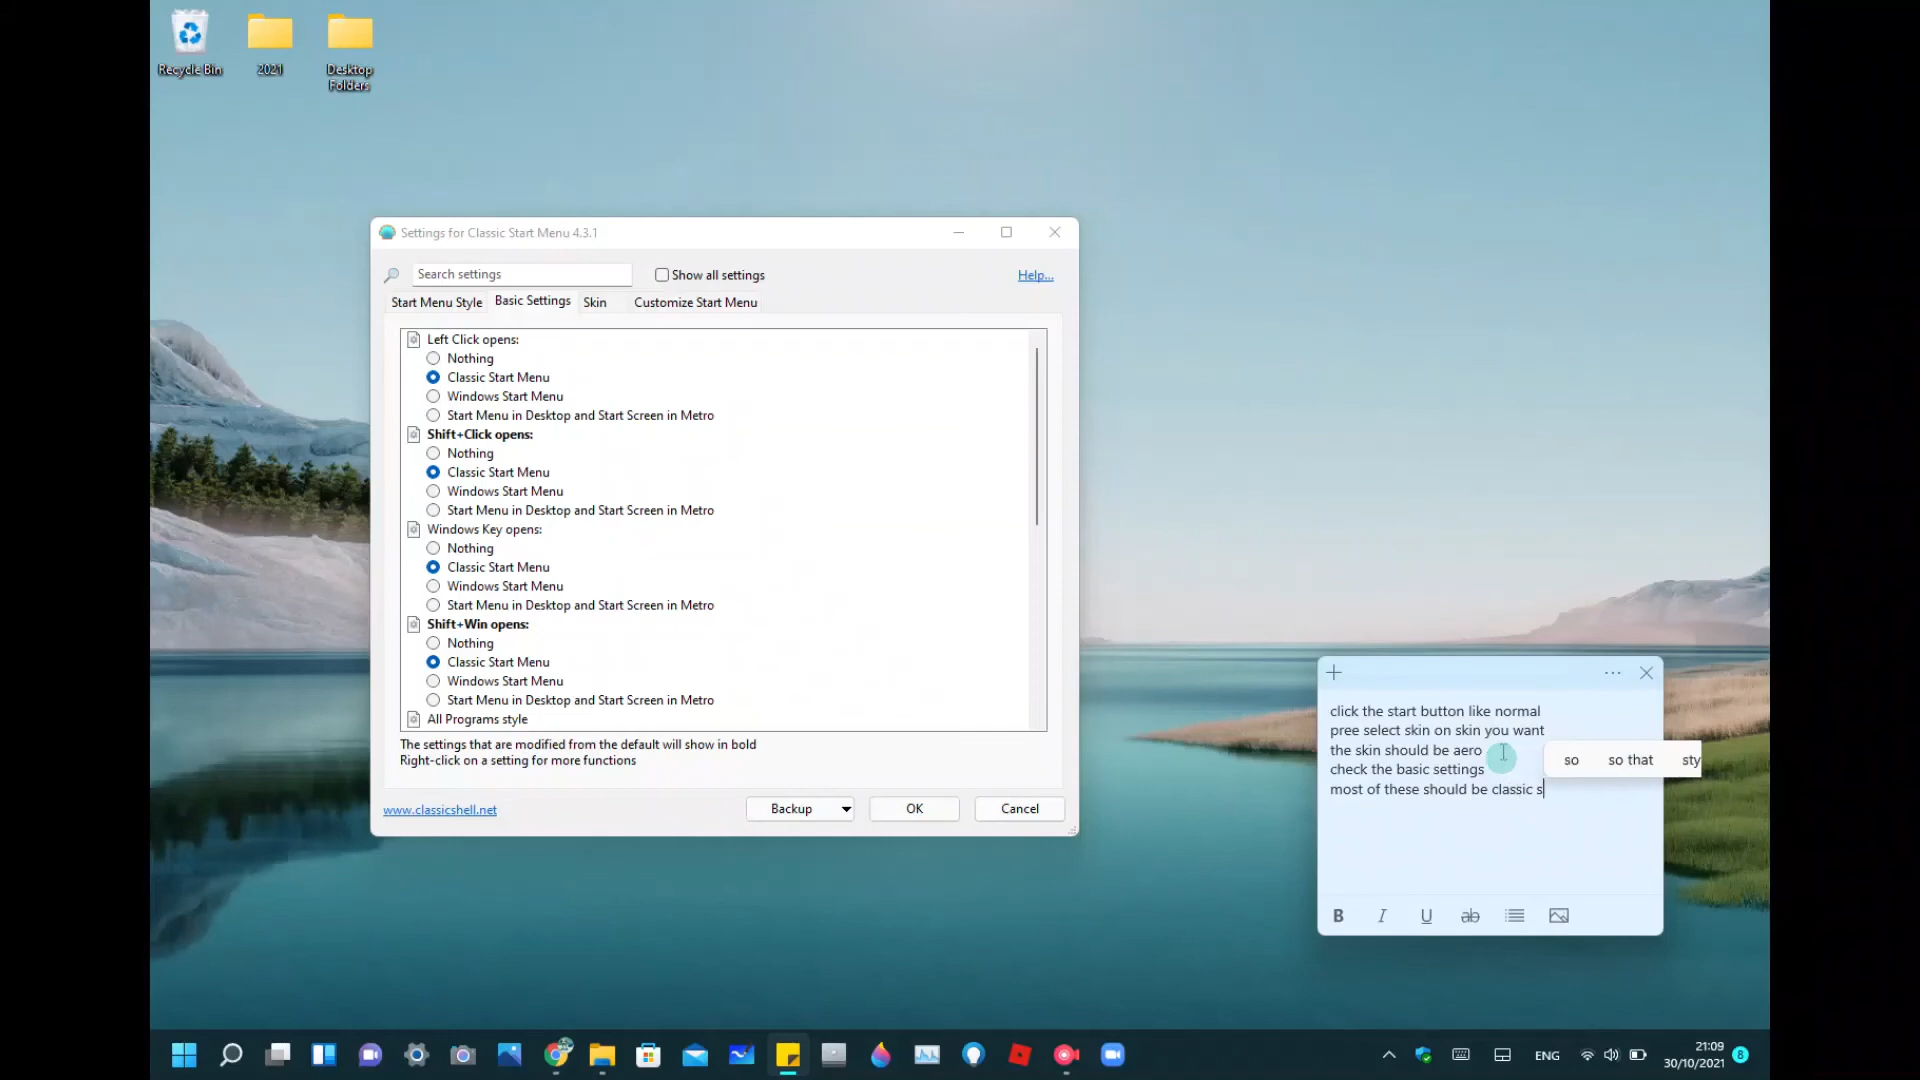 Recycle Bin
2021
Desktop
Folders
Settings for Classic Start Menu 4.3.1
Search settings
Show all settings
Help...
Start Menu Style
Basic Settings
Skin
Customize Start Menu
Left Click opens:
Nothing
Classic Start Menu
Windows Start Menu
Start Menu in Desktop and Start Screen in Metro
Shift+Click opens:
Nothing
Classic Start Menu
Windows Start Menu
Start Menu in Desktop and Start Screen in Metro
Windows Key opens:
Nothing
Classic Start Menu
Windows Start Menu
Start Menu in Desktop and Start Screen in Metro
Shift+Win opens:
Nothing
Classic Start Menu
Windows Start Menu
Start Menu in Desktop and Start Screen in Metro
All Programs style
The settings that are modified from the default will show in bold
Right-click on a setting for more functions
www.classicshell.net
Backup
OK
Cancel
click the start button like normal
pree select skin on skin you want
the skin should be aero
check the basic settings
most of these should be classic s
so so that sty
B I U ab
ENG
21:09
30/10/2021
8